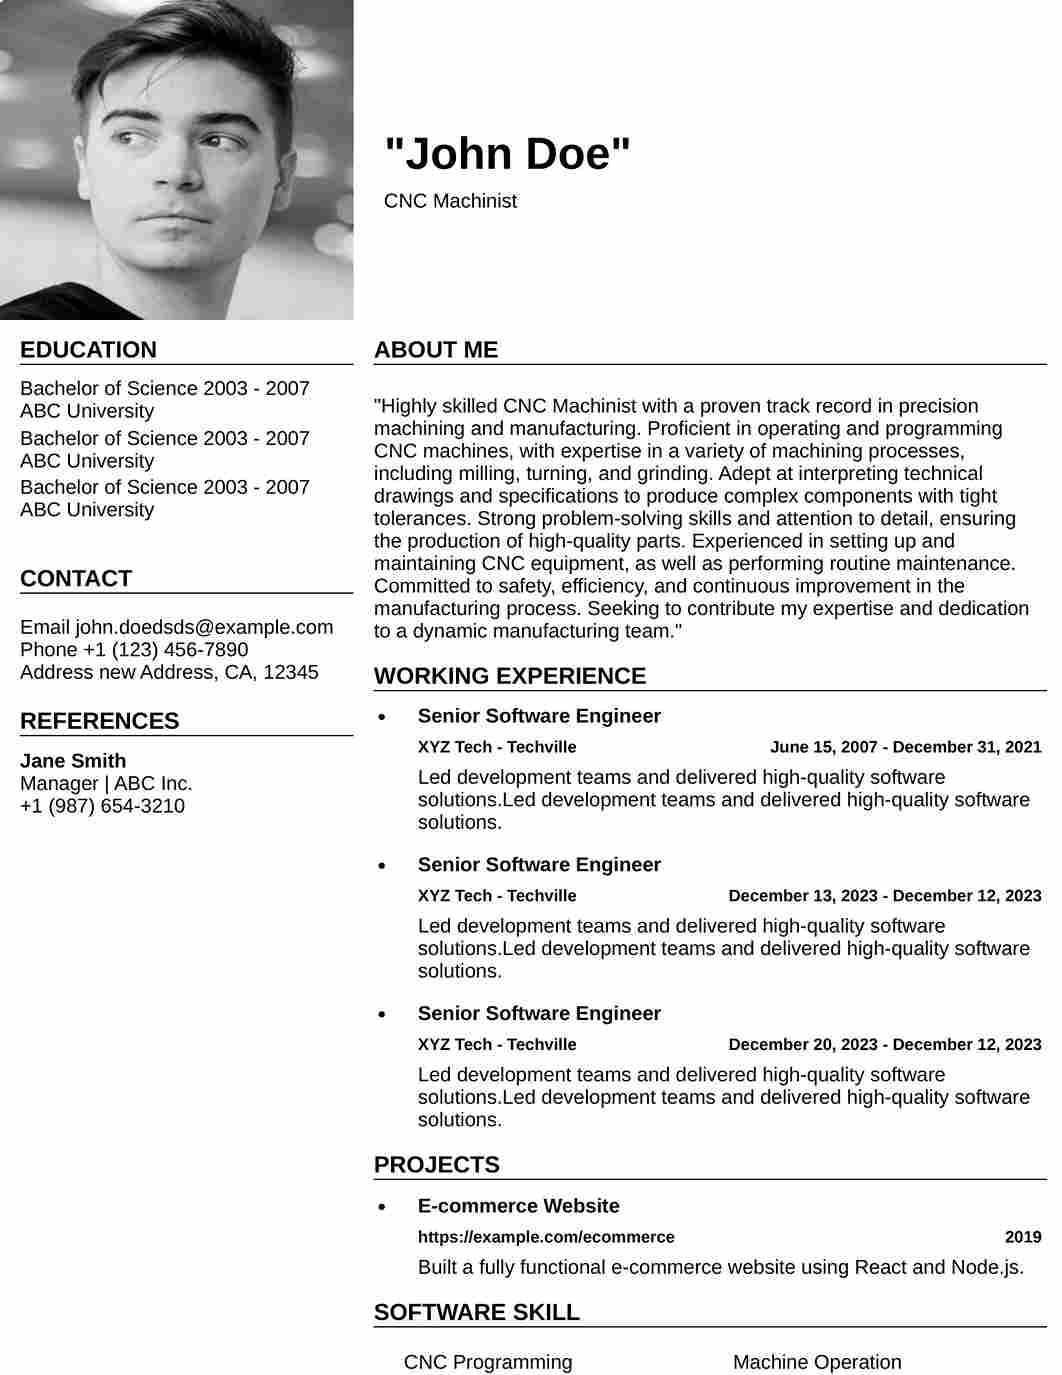 "John Doe"
CNC Machinist
EDUCATION
Bachelor of Science 2003 - 2007
ABC University
Bachelor of Science 2003 - 2007
ABC University
Bachelor of Science 2003 - 2007
ABC University
CONTACT
Email john.doedsds@example.com
Phone +1 (123) 456-7890
Address new Address, CA, 12345
REFERENCES
Jane Smith
Manager | ABC Inc.
+1 (987) 654-3210
ABOUT ME
"Highly skilled CNC Machinist with a proven track record in precision
machining and manufacturing. Proficient in operating and programming
CNC machines, with expertise in a variety of machining processes,
including milling, turning, and grinding. Adept at interpreting technical
drawings and specifications to produce complex components with tight
tolerances. Strong problem-solving skills and attention to detail, ensuring
the production of high-quality parts. Experienced in setting up and
maintaining CNC equipment, as well as performing routine maintenance.
Committed to safety, efficiency, and continuous improvement in the
manufacturing process. Seeking to contribute my expertise and dedication
to a dynamic manufacturing team."
WORKING EXPERIENCE
• Senior Software Engineer
XYZ Tech - Techville June 15, 2007 - December 31, 2021
Led development teams and delivered high-quality software
solutions.Led development teams and delivered high-quality software
solutions.
• Senior Software Engineer
XYZ Tech - Techville December 13, 2023 - December 12, 2023
Led development teams and delivered high-quality software
solutions.Led development teams and delivered high-quality software
solutions.
• Senior Software Engineer
XYZ Tech - Techville December 20, 2023 - December 12, 2023
Led development teams and delivered high-quality software
solutions.Led development teams and delivered high-quality software
solutions.
PROJECTS
• E-commerce Website
https://example.com/ecommerce 2019
Built a fully functional e-commerce website using React and Node.js.
SOFTWARE SKILL
CNC Programming Machine Operation